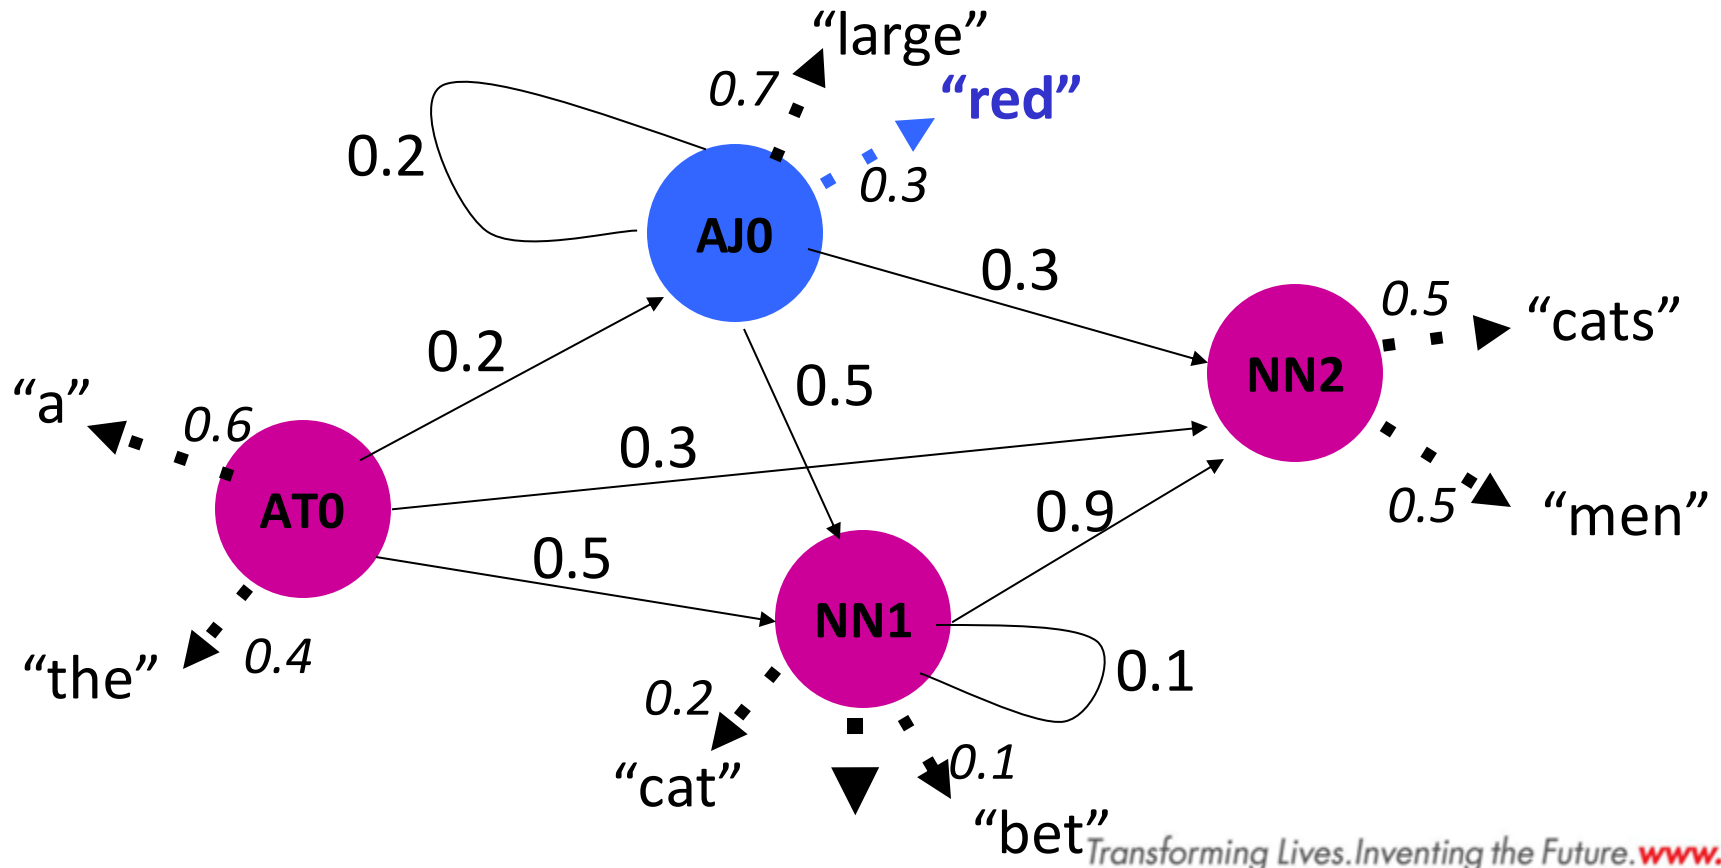 “large”
0.7
“red”
0.2
0.3
AJ0
0.3
0.5
“cats”
0.2
NN2
“a”
0.5
0.6
0.3
AT0
0.9
0.5
“men”
0.5
NN1
“the”
0.4
0.1
0.2
“cat”
0.1
“bet”
Transforming Lives.Inventing the Future.www.